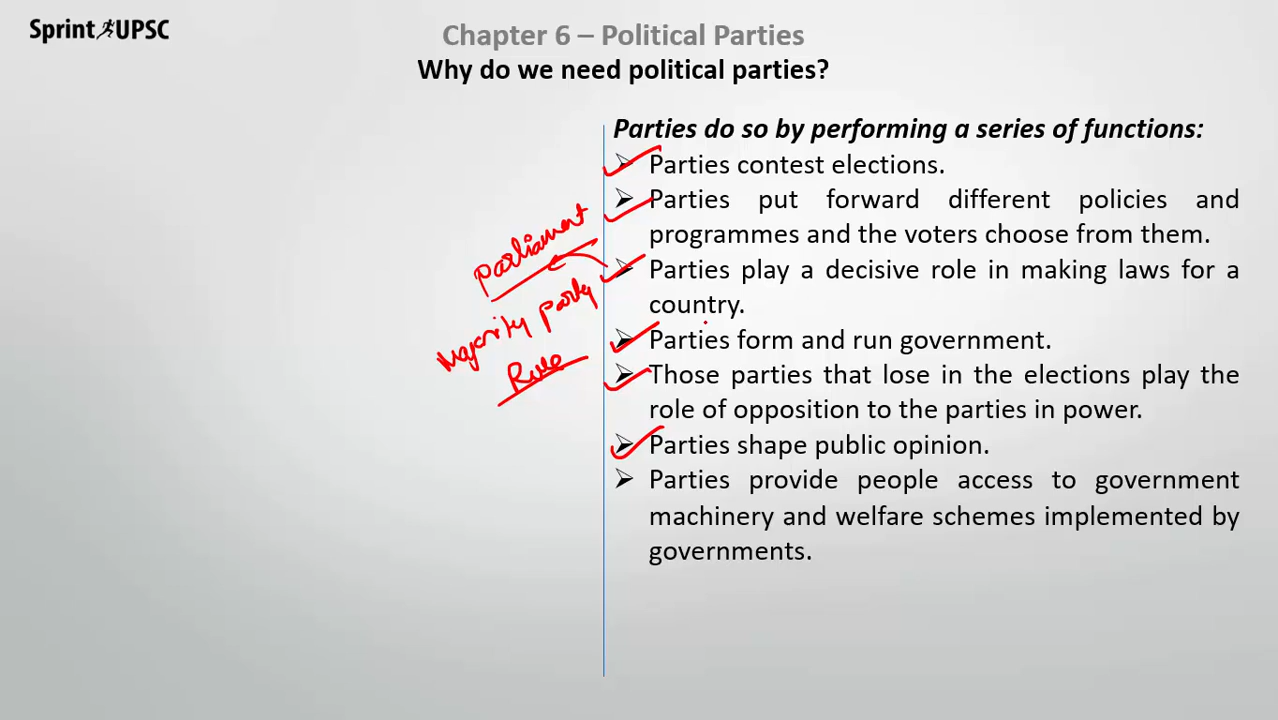 Sprint UPSC
Chapter 6 – Political Parties
Why do we need political parties?
Parties do so by performing a series of functions:
➢ Parties contest elections.
➢ Parties put forward different policies and
programmes and the voters choose from them.
➢ Parties play a decisive role in making laws for a
country.
➢ Parties form and run government.
➢ Those parties that lose in the elections play the
role of opposition to the parties in power.
➢ Parties shape public opinion.
➢ Parties provide people access to government
machinery and welfare schemes implemented by
governments.
Parliament
Majority party
Rule